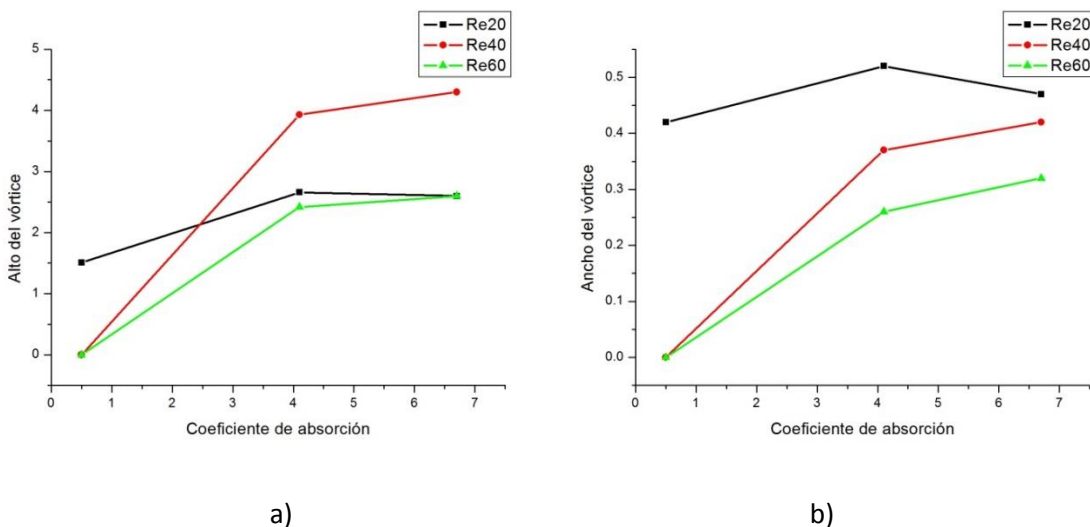 Re20
Re40
Re60
5
4
3
2
1
0
Alto del vórtice
0 1 2 3 4 5 6 7
Coeficiente de absorción
a)
Re20
Re40
Re60
0.5
0.4
0.3
0.2
0.1
0.0
Ancho del vórtice
0 1 2 3 4 5 6 7
Coeficiente de absorción
b)